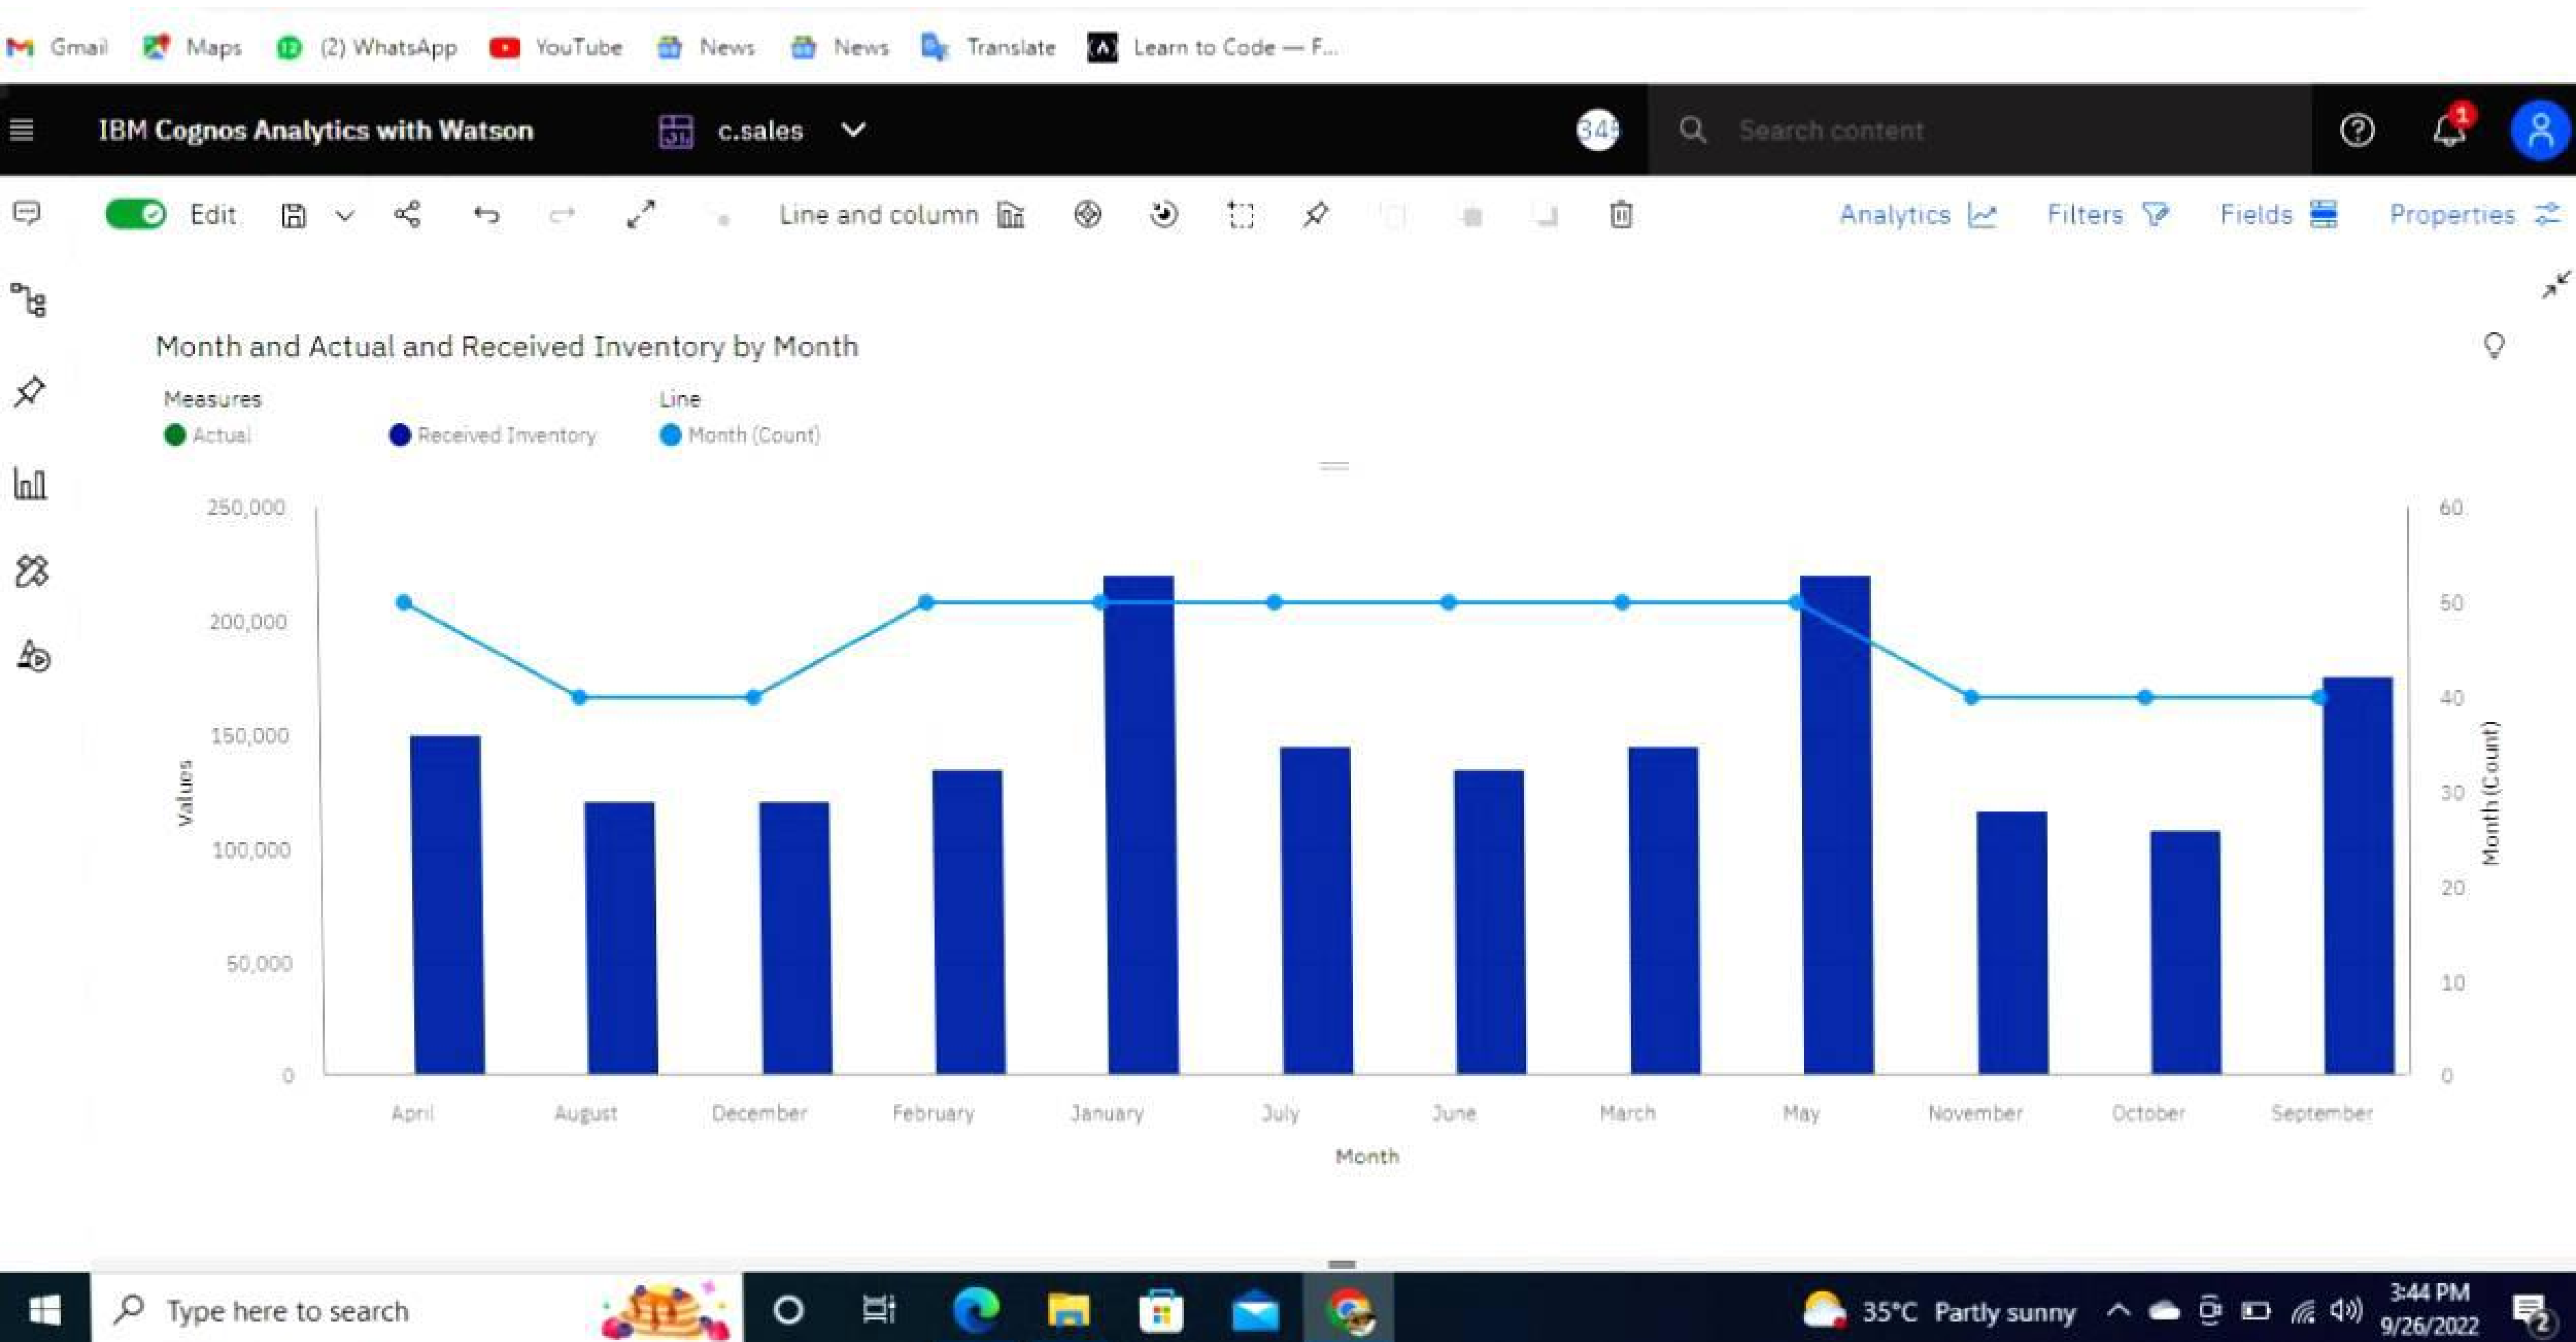 Gmail Maps (2) WhatsApp YouTube News News Translate Learn to Code — F...
IBM Cognos Analytics with Watson c.sales Search content 1
Edit Line and column Analytics Filters Fields Properties
Month and Actual and Received Inventory by Month
Measures Line
Actual Received Inventory Month (Count)
250,000 60
200,000 50
150,000 40
100,000 30
50,000 20
0 10
0
Values
Month (Count)
April August December February January July June March May November October September
Month
Type here to search 35°C Partly sunny 3:44 PM
9/26/2022 2